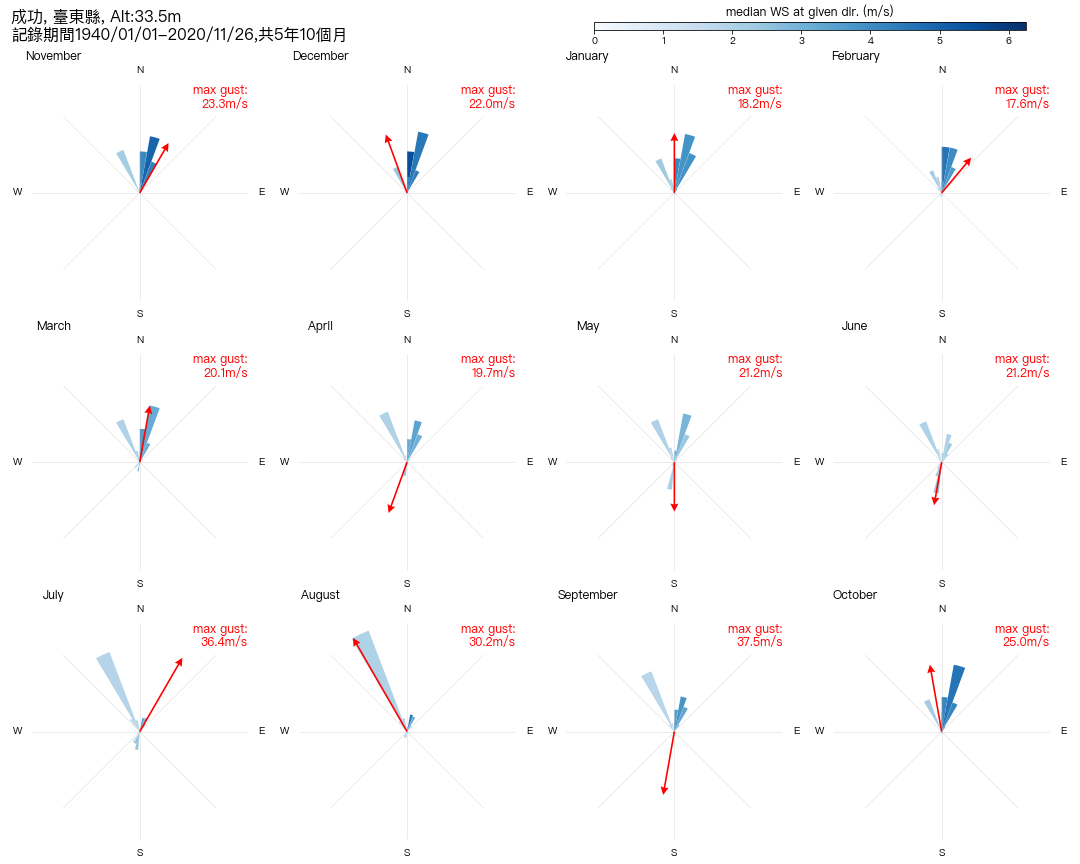 成功, 臺東縣, Alt:33.5m
記錄期間1940/01/01−2020/11/26,共5年10個月
median WS at given dir. (m/s)
0 1 2 3 4 5 6
November
N
max gust:
23.3m/s
W
E
S
December
N
max gust:
22.0m/s
W
E
S
January
N
max gust:
18.2m/s
W
E
S
February
N
max gust:
17.6m/s
W
E
S
March
N
max gust:
20.1m/s
W
E
S
April
N
max gust:
19.7m/s
W
E
S
May
N
max gust:
21.2m/s
W
E
S
June
N
max gust:
21.2m/s
W
E
S
July
N
max gust:
36.4m/s
W
E
S
August
N
max gust:
30.2m/s
W
E
S
September
N
max gust:
37.5m/s
W
E
S
October
N
max gust:
25.0m/s
W
E
S